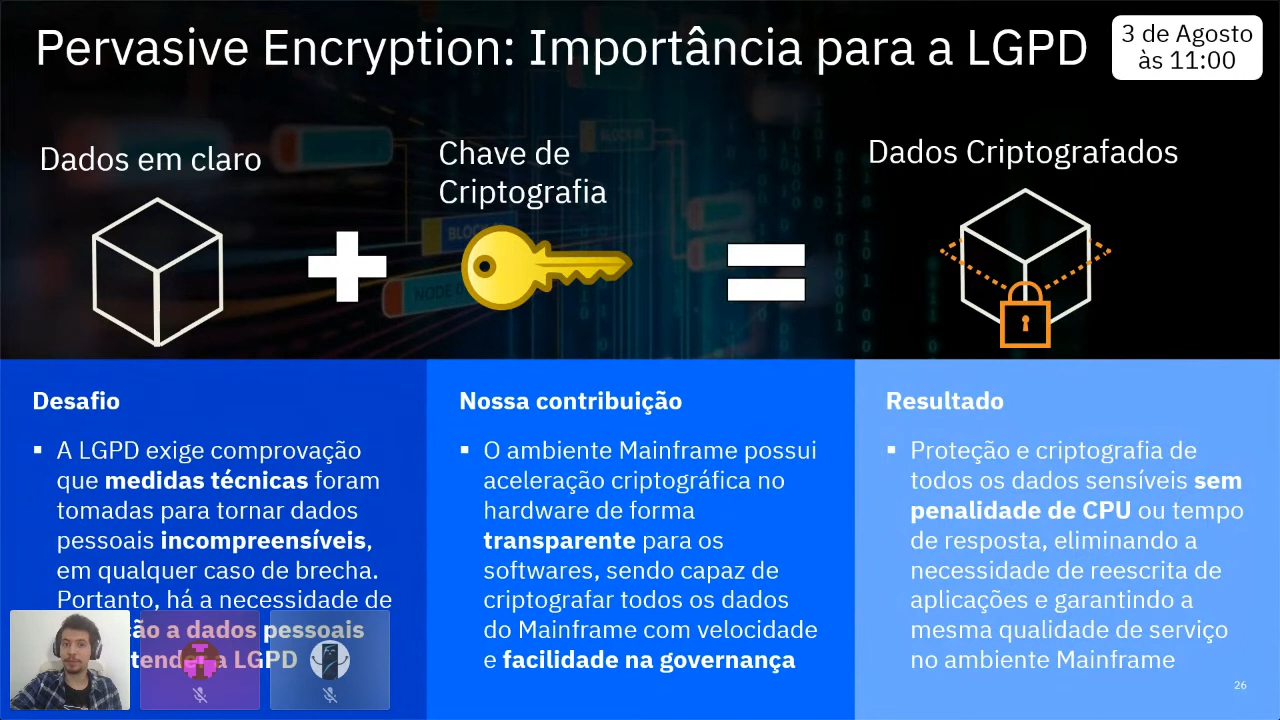 Pervasive Encryption: Importância para a LGPD
3 de Agosto
às 11:00
Dados em claro
Chave de
Criptografia
Dados Criptografados
Desafio
▪ A LGPD exige comprovação
que medidas técnicas foram
tomadas para tornar dados
pessoais incompreensíveis,
em qualquer caso de brecha.
Portanto, há a necessidade de
a dados pessoais
a LGPD
Nossa contribuição
▪ O ambiente Mainframe possui
aceleração criptográfica no
hardware de forma
transparente para os
softwares, sendo capaz de
criptografar todos os dados
do Mainframe com velocidade
e facilidade na governança
Resultado
▪ Proteção e criptografia de
todos os dados sensíveis sem
penalidade de CPU ou tempo
de resposta, eliminando a
necessidade de reescrita de
aplicações e garantindo a
mesma qualidade de serviço
no ambiente Mainframe
26